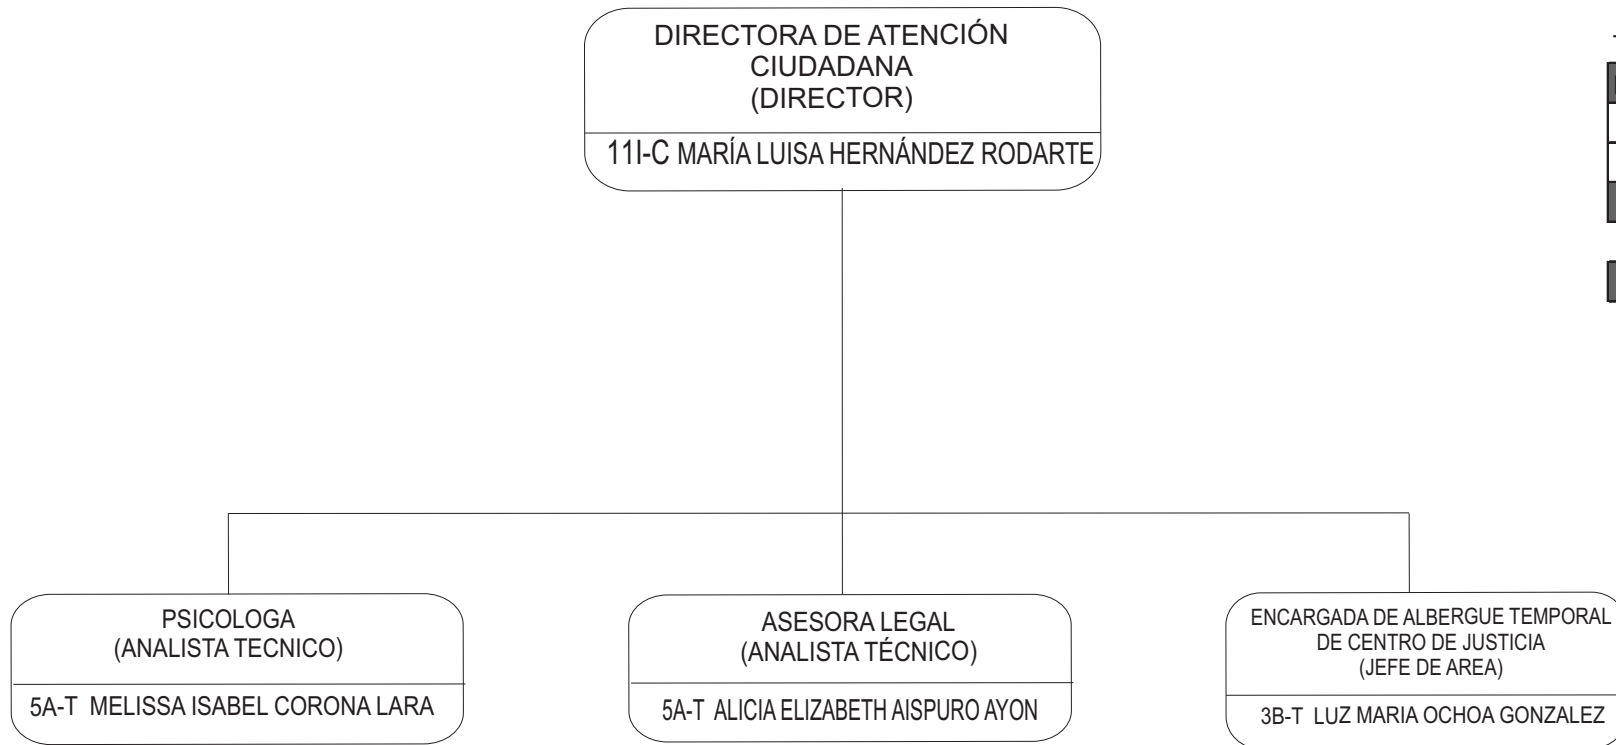 DIRECTORA DE ATENCIÓN
CIUDADANA
(DIRECTOR)
11I-C MARÍA LUISA HERNÁNDEZ RODARTE
PSICOLOGA
(ANALISTA TECNICO)
5A-T MELISSA ISABEL CORONA LARA
ASESORA LEGAL
(ANALISTA TÉCNICO)
5A-T ALICIA ELIZABETH AISPURO AYON
ENCARGADA DE ALBERGUE TEMPORAL
DE CENTRO DE JUSTICIA
(JEFE DE AREA)
3B-T LUZ MARIA OCHOA GONZALEZ